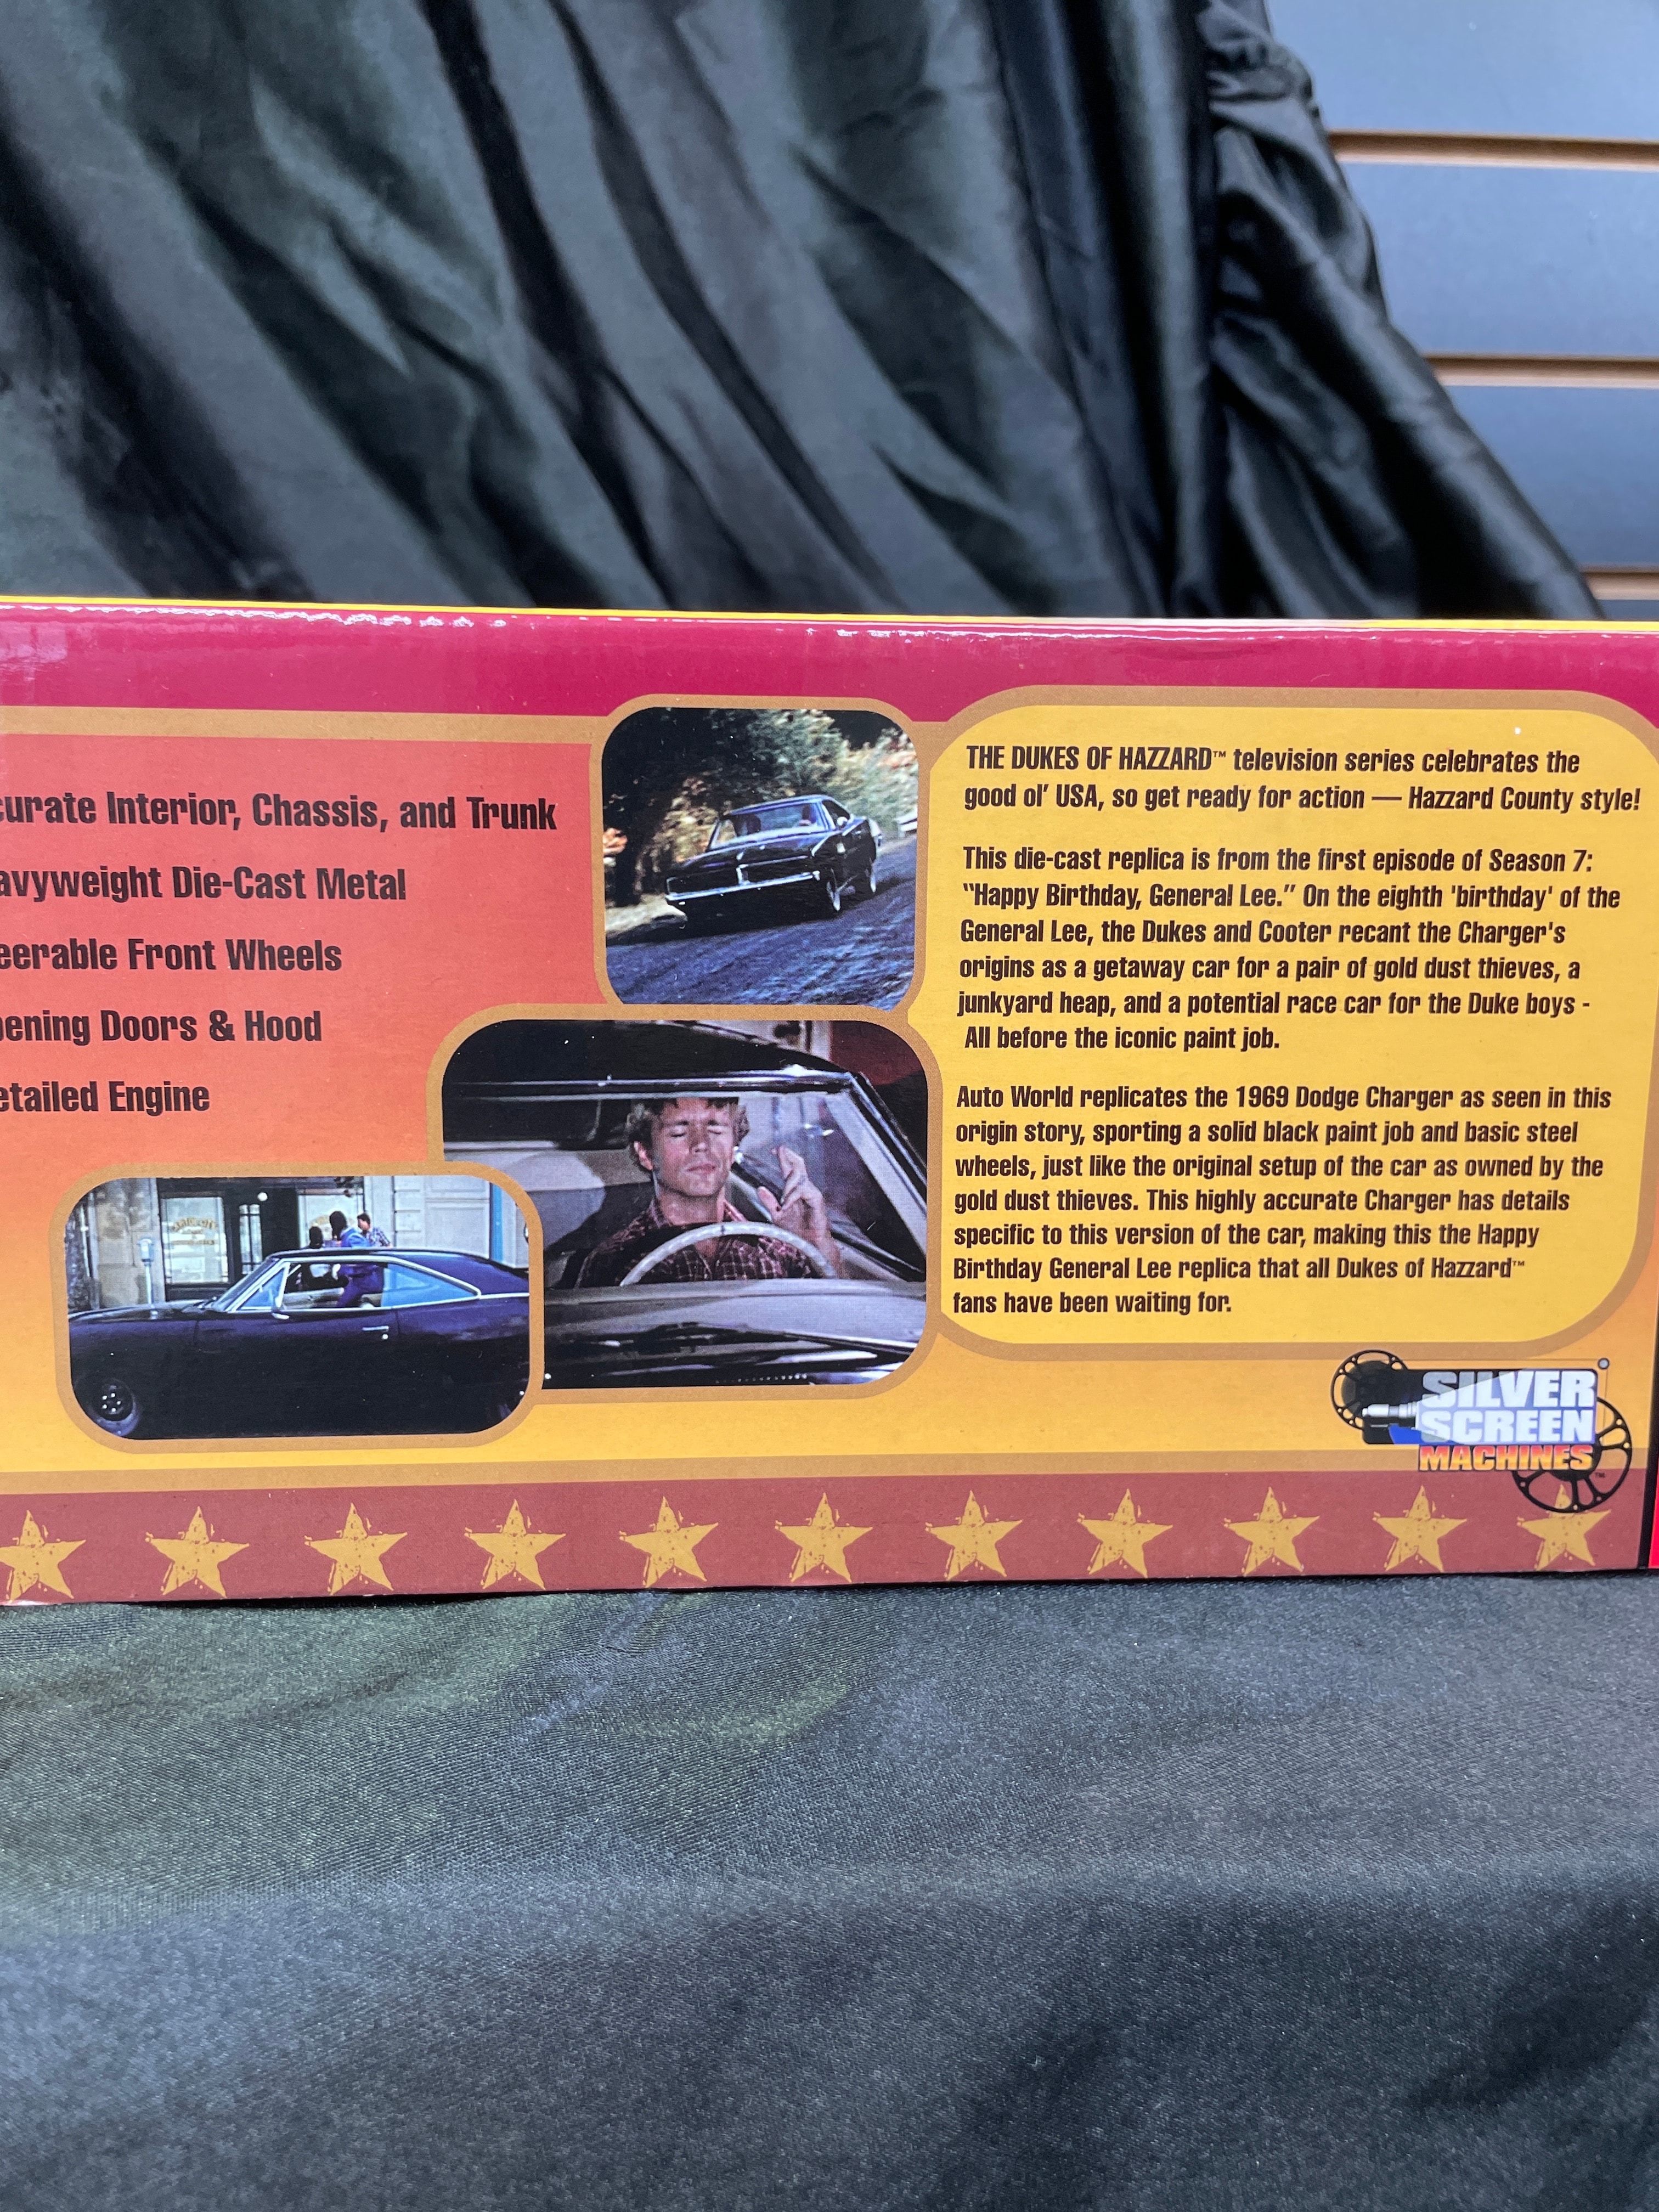 curate Interior, Chassis, and Trunk
avyweight Die-Cast Metal
eerable Front Wheels
pening Doors & Hood
etailed Engine
THE DUKES OF HAZZARD™ television series celebrates the
good ol' USA, so get ready for action — Hazzard County style!
This die-cast replica is from the first episode of Season 7:
“Happy Birthday, General Lee.” On the eighth 'birthday' of the
General Lee, the Dukes and Cooter recant the Charger's
origins as a getaway car for a pair of gold dust thieves, a
junkyard heap, and a potential race car for the Duke boys -
All before the iconic paint job.
Auto World replicates the 1969 Dodge Charger as seen in this
origin story, sporting a solid black paint job and basic steel
wheels, just like the original setup of the car as owned by the
gold dust thieves. This highly accurate Charger has details
specific to this version of the car, making this the Happy
Birthday General Lee replica that all Dukes of Hazzard™
fans have been waiting for.
SILVER
SCREEN
MACHINES™